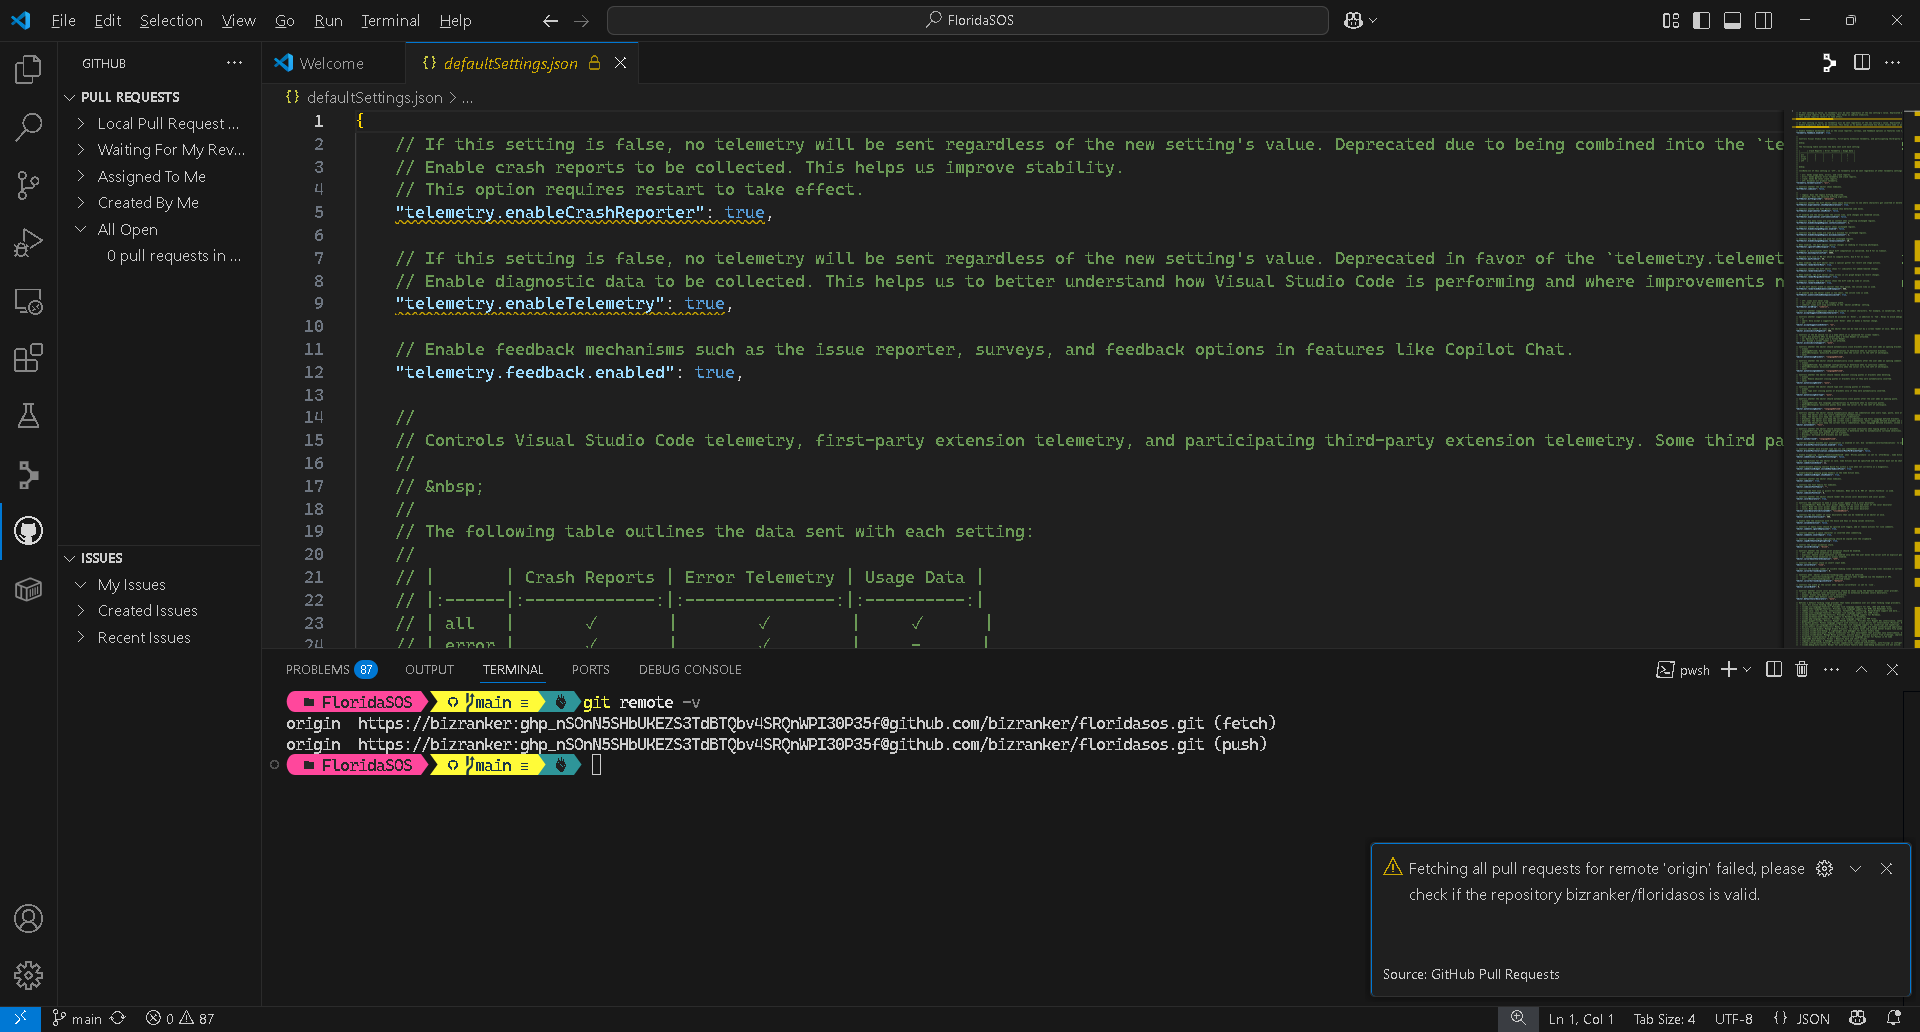 File Edit Selection View Go Run Terminal Help
FloridaSOS
GITHUB
PULL REQUESTS
Local Pull Request ...
Waiting For My Rev...
Assigned To Me
Created By Me
All Open
0 pull requests in ...
ISSUES
My Issues
Created Issues
Recent Issues
Welcome
{} defaultSettings.json
{} defaultSettings.json > ...
1 {
2 // If this setting is false, no telemetry will be sent regardless of the new setting's value. Deprecated due to being combined into the `te
3 // Enable crash reports to be collected. This helps us improve stability.
4 // This option requires restart to take effect.
5 "telemetry.enableCrashReporter": true,
6
7 // If this setting is false, no telemetry will be sent regardless of the new setting's value. Deprecated in favor of the `telemetry.telemet
8 // Enable diagnostic data to be collected. This helps us to better understand how Visual Studio Code is performing and where improvements n
9 "telemetry.enableTelemetry": true,
10
11 // Enable feedback mechanisms such as the issue reporter, surveys, and feedback options in features like Copilot Chat.
12 "telemetry.feedback.enabled": true,
13
14 //
15 // Controls Visual Studio Code telemetry, first-party extension telemetry, and participating third-party extension telemetry. Some third pa
16 //
17 // &nbsp;
18 //
19 // The following table outlines the data sent with each setting:
20 //
21 // |       | Crash Reports | Error Telemetry | Usage Data |
22 // |:------|:-------------:|:---------------:|:----------:|
23 // | all   |       ✓       |        ✓        |     ✓      |
24 // | error |       ✓       |        ✓        |     -      |
PROBLEMS 87 OUTPUT TERMINAL PORTS DEBUG CONSOLE
pwsh
FloridaSOS main ≡ git remote -v
origin https://bizranker: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@github.com/bizranker/floridasos.git (fetch)
origin https://bizranker: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@github.com/bizranker/floridasos.git (push)
FloridaSOS main ≡
Fetching all pull requests for remote 'origin' failed, please
check if the repository bizranker/floridasos is valid.
Source: GitHub Pull Requests
main 0 87
Ln 1, Col 1 Tab Size: 4 UTF-8 {} JSON